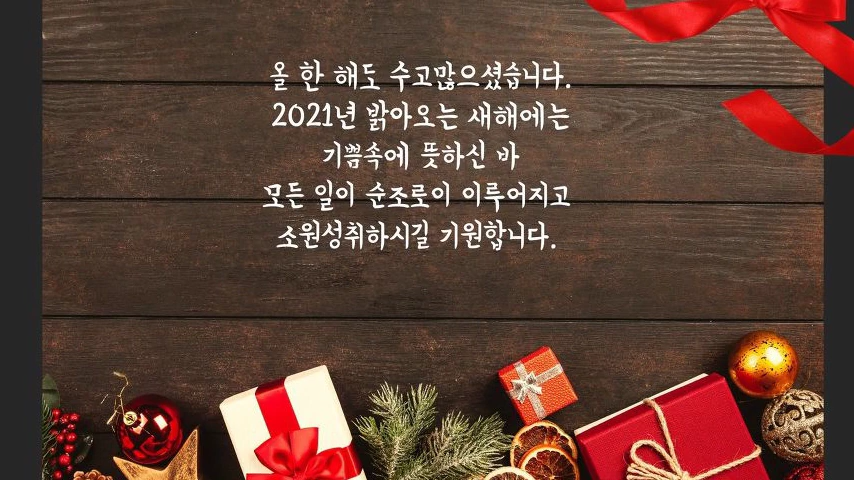 올 한 해도 수고많으셨습니다.
2021년 밝아오는 새해에는
기쁨속에 뜻하신 바
모든 일이 순조로이 이루어지고
소원성취하시길 기원합니다.